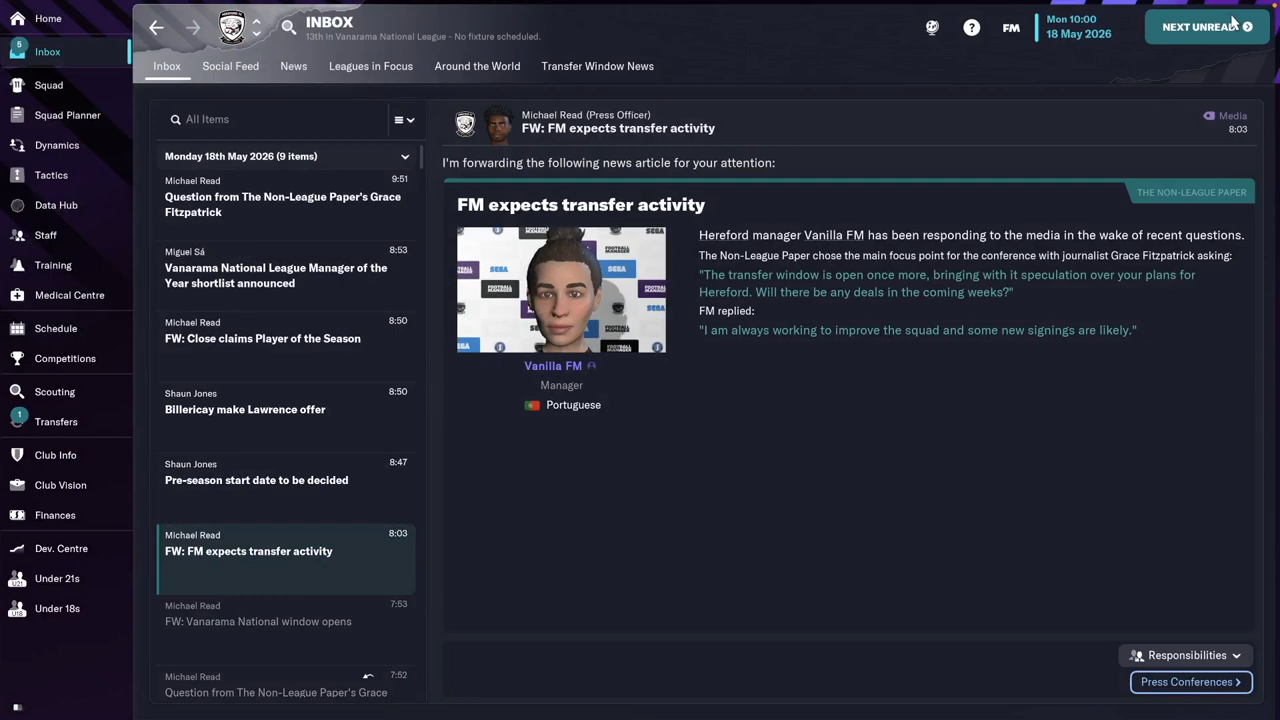 Home
5
Inbox
Squad
Squad Planner
Dynamics
Tactics
Data Hub
Staff
Training
Medical Centre
Schedule
Competitions
Scouting
1
Transfers
Club Info
Club Vision
Finances
Dev. Centre
U21
Under 21s
U18
Under 18s
INBOX
13th in Vanarama National League - No fixture scheduled.
?
FM
Mon 10:00
18 May 2026
NEXT UNREAD
Inbox
Social Feed
News
Leagues in Focus
Around the World
Transfer Window News
All Items
Monday 18th May 2026 (9 items)
Michael Read
9:51
Question from The Non-League Paper's Grace
Fitzpatrick
Miguel Sá
8:53
Vanarama National League Manager of the
Year shortlist announced
Michael Read
8:50
FW: Close claims Player of the Season
Shaun Jones
8:50
Billericay make Lawrence offer
Shaun Jones
8:47
Pre-season start date to be decided
Michael Read
8:03
FW: FM expects transfer activity
Michael Read
7:53
FW: Vanarama National window opens
Michael Read
7:52
Question from The Non-League Paper's Grace
Michael Read (Press Officer)
FW: FM expects transfer activity
Media
8:03
I'm forwarding the following news article for your attention:
THE NON-LEAGUE PAPER
FM expects transfer activity
SEGA
SEGA
FOOTBALL MANAGER
Vanilla FM
Manager
Portuguese
Hereford manager Vanilla FM has been responding to the media in the wake of recent questions.
The Non-League Paper chose the main focus point for the conference with journalist Grace Fitzpatrick asking:
"The transfer window is open once more, bringing with it speculation over your plans for
Hereford. Will there be any deals in the coming weeks?"
FM replied:
"I am always working to improve the squad and some new signings are likely."
Responsibilities
Press Conferences